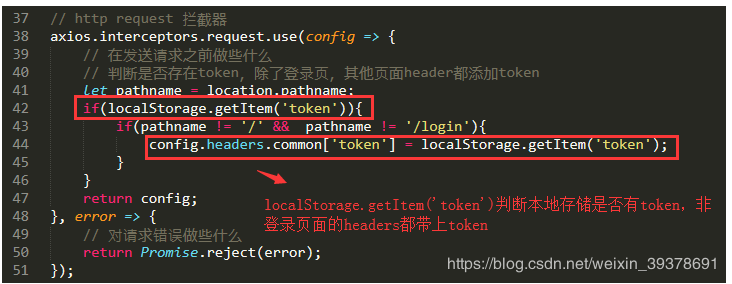 37 // http request 拦截器
38 axios.interceptors.request.use(config => {
39 // 在发送请求之前做些什么
40 // 判断是否存在token，除了登录页，其他页面header都添加token
41 let pathname = location.pathname;
42 if(localStorage.getItem('token')){
43 if(pathname != '/' &&  pathname != '/login'){
44 config.headers.common['token'] = localStorage.getItem('token');
45 }
46 }
47 return config;
48 }, error => {
49 // 对请求错误做些什么
50 return Promise.reject(error);
51 });
localStorage.getItem('token')判断本地存储是否有token，非
登录页面的headers都带上token
https://blog.csdn.net/weixin_39378691